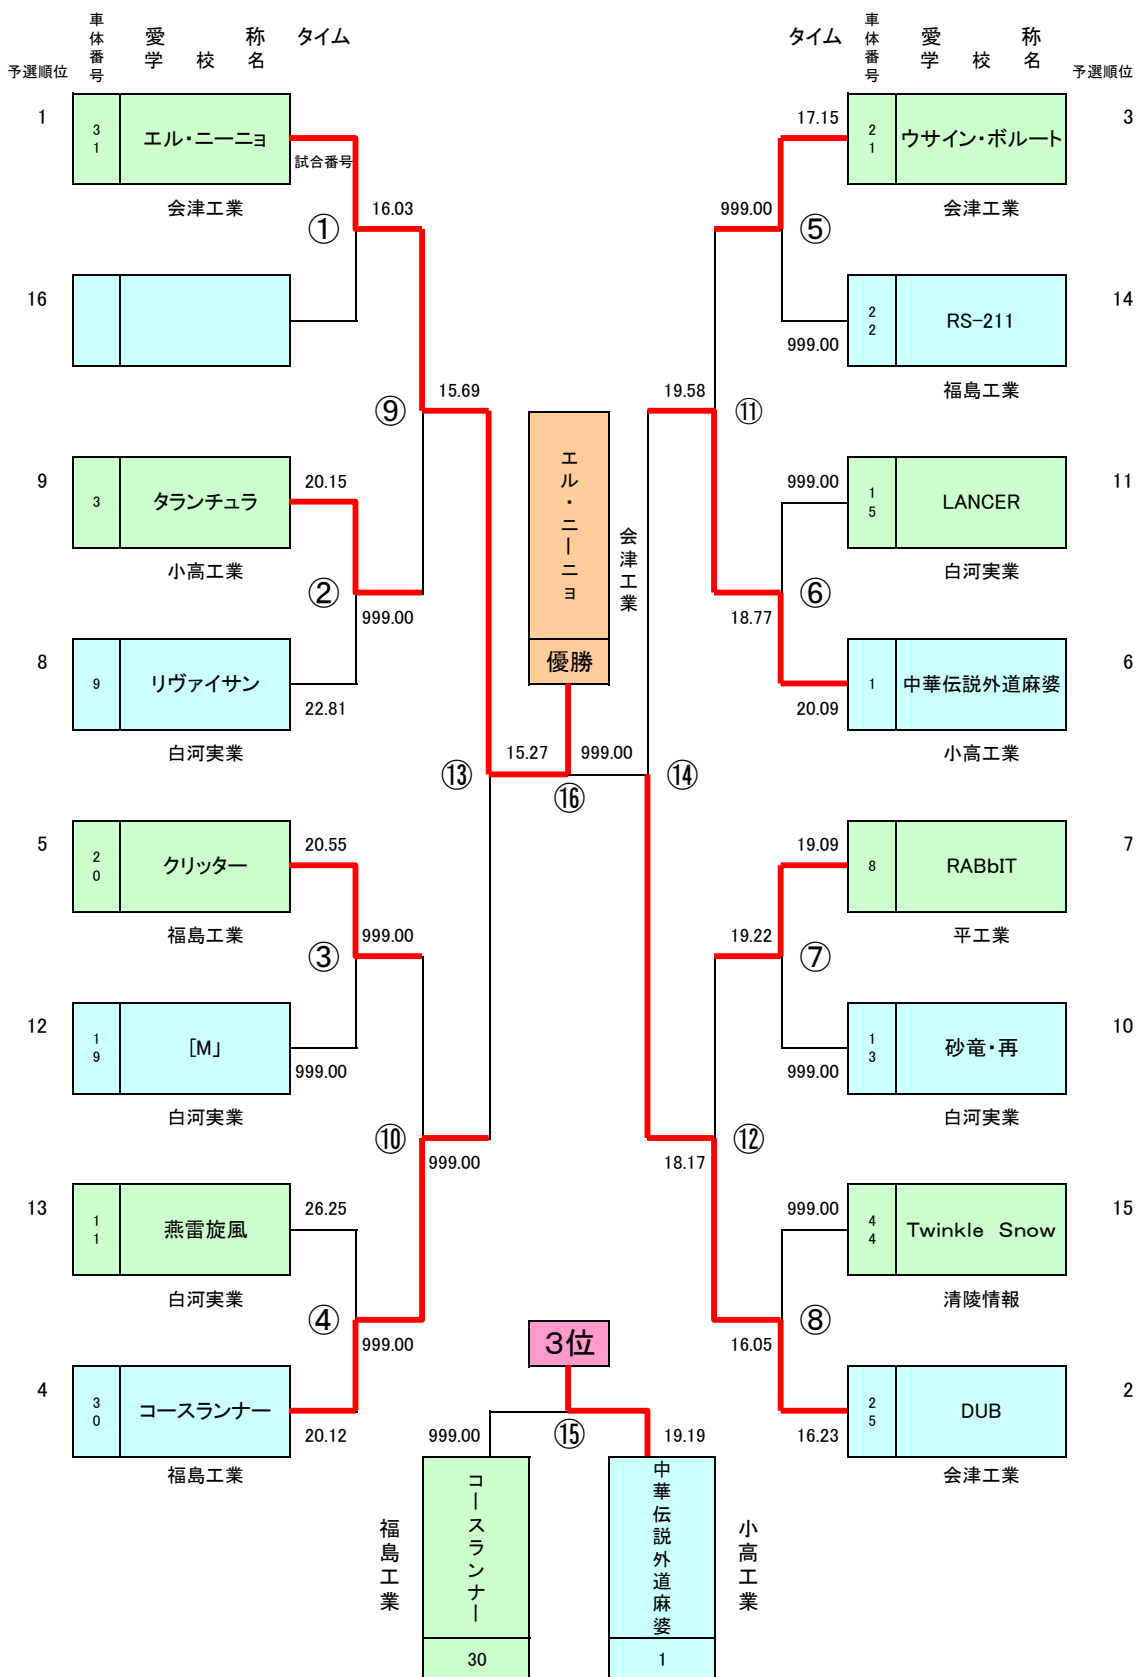 車体番号
愛称
学校名
タイム
予選順位
タイム
車体番号
愛称
学校名
予選順位
1
31
エル・ニーニョ
会津工業
試合番号
①
16.03
16
9
3
タランチュラ
20.15
小高工業
②
999.00
8
9
リヴァイサン
22.81
白河実業
⑨
15.69
5
20
クリッター
20.55
福島工業
③
999.00
12
19
「M」
999.00
白河実業
13
11
燕雷旋風
26.25
白河実業
④
999.00
4
30
コースランナー
20.12
福島工業
⑩
999.00
⑬
15.27
エル・ニーニョ
優勝
会津工業
⑯
999.00
⑭
17.15
21
ウサイン・ボルート
3
会津工業
999.00
⑤
22
RS-211
14
999.00
福島工業
19.58
⑪
999.00
15
LANCER
11
白河実業
⑥
18.77
1
中華伝説外道麻婆
6
20.09
小高工業
19.09
8
RABbIT
7
平工業
19.22
⑦
13
砂竜・再
10
999.00
白河実業
⑫
18.17
999.00
44
Twinkle Snow
15
清陵情報
⑧
16.05
25
DUB
2
16.23
会津工業
3位
⑮
999.00
19.19
コースランナー
30
福島工業
中華伝説外道麻婆
1
小高工業